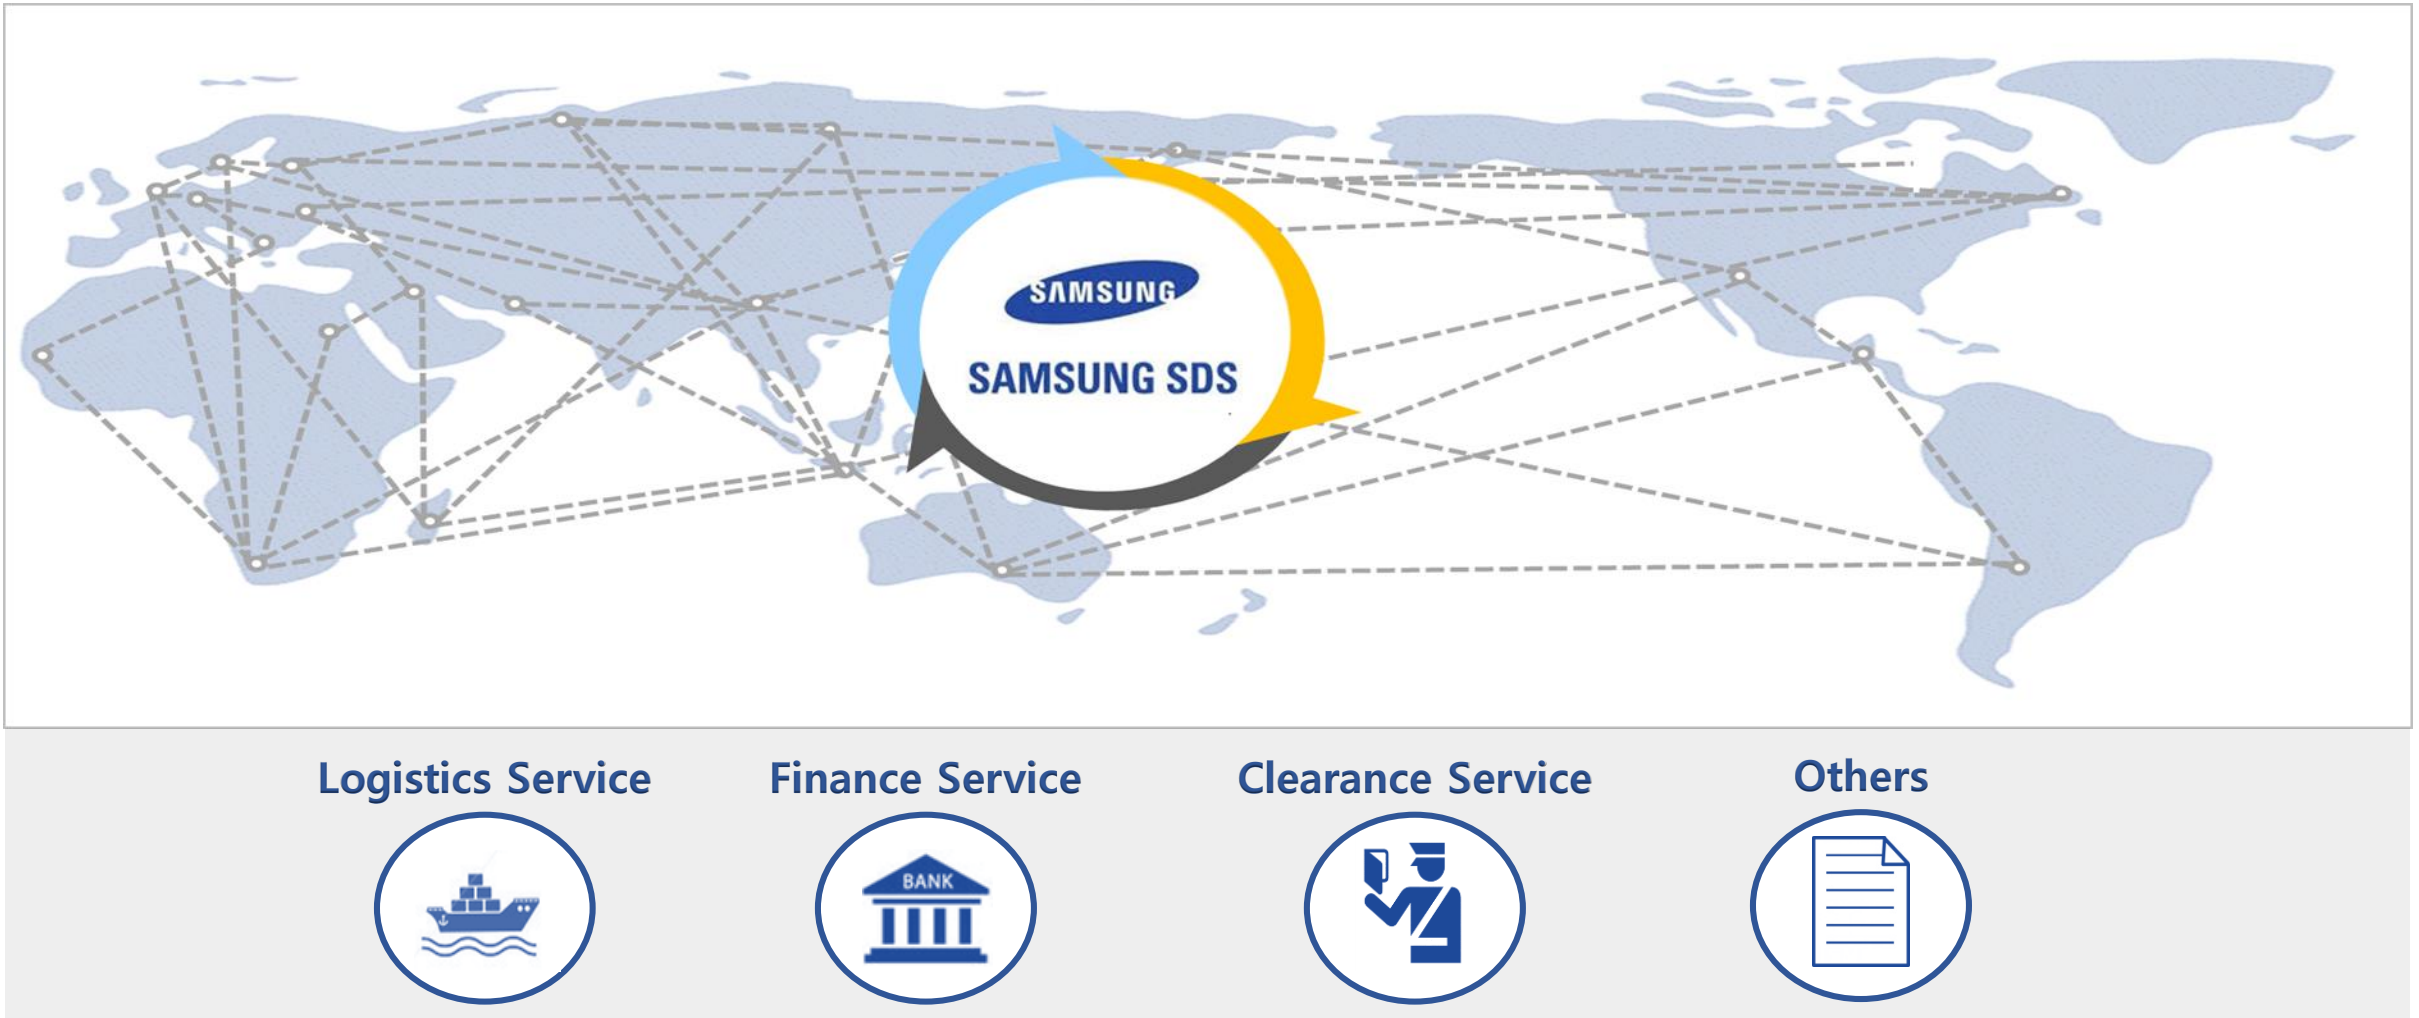 SAMSUNG
SAMSUNG SDS
Logistics Service
Finance Service
Clearance Service
Others
BANK